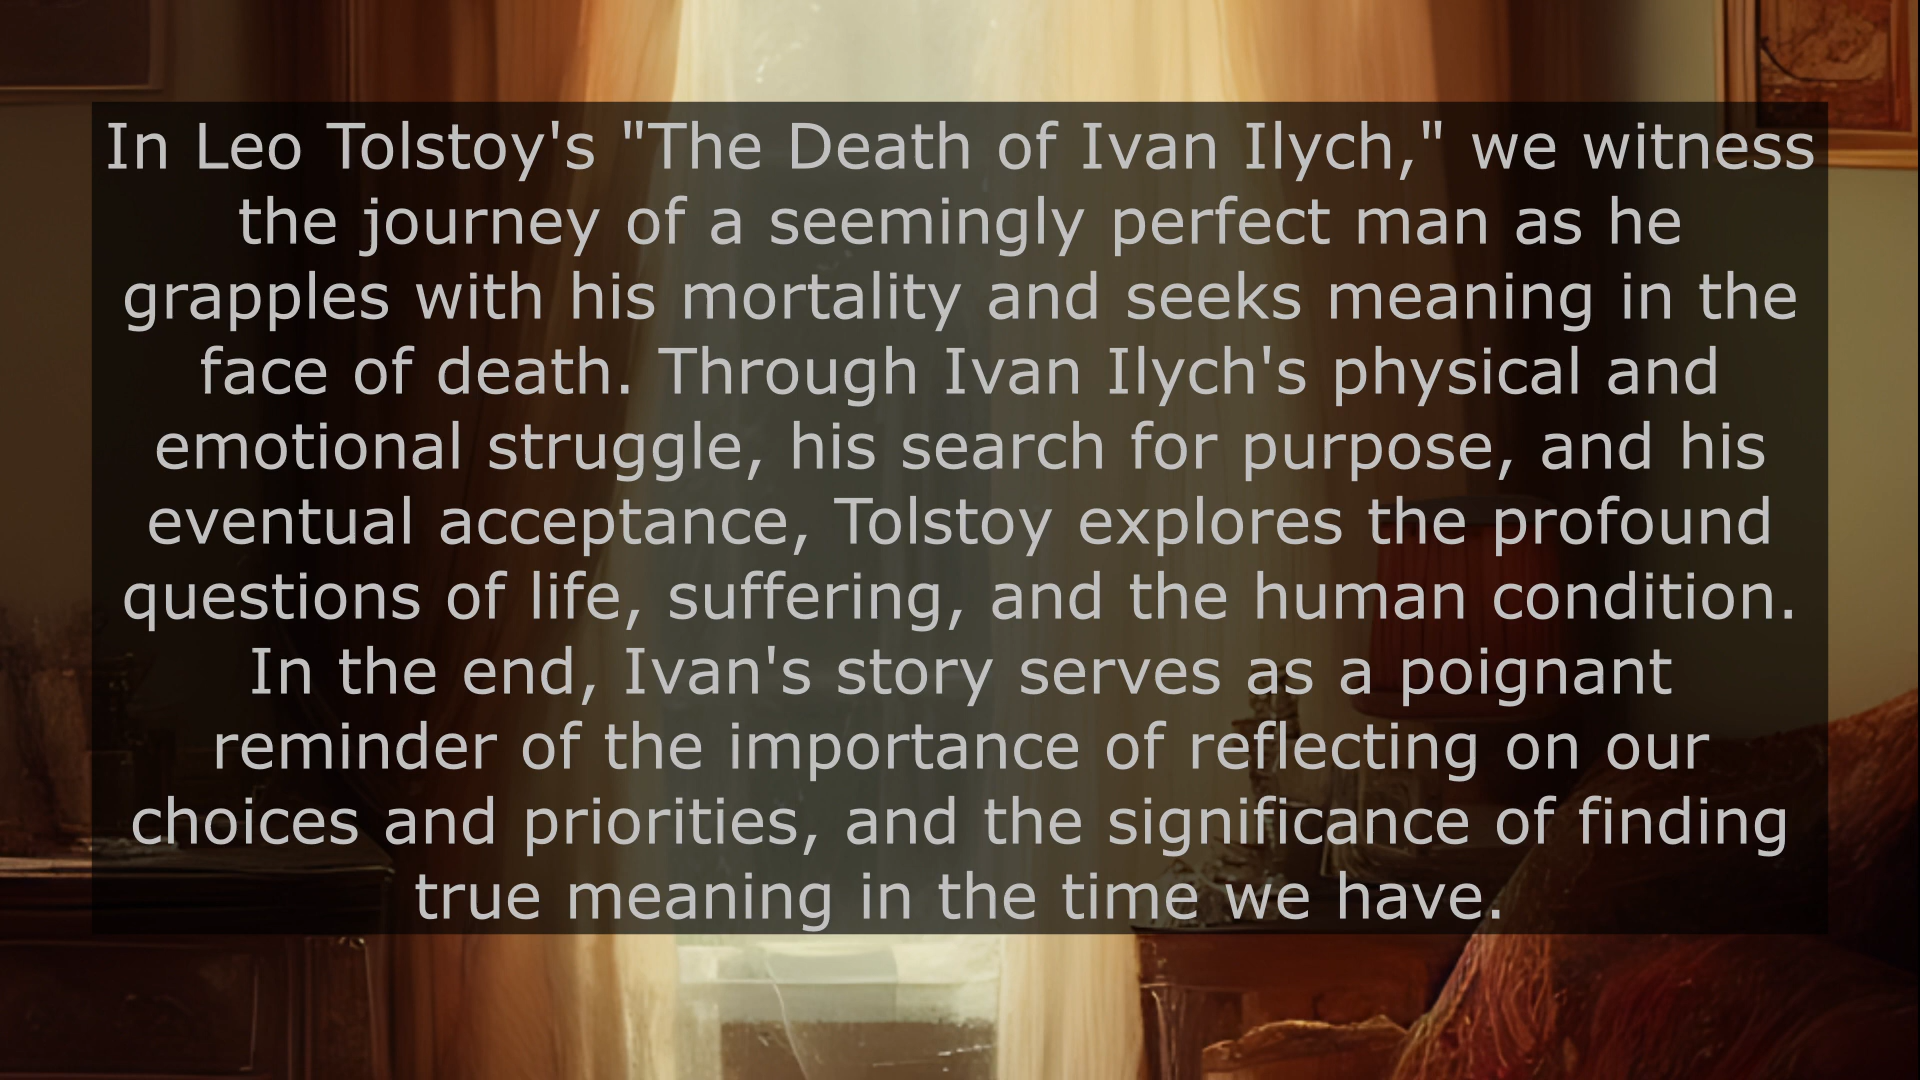 In Leo Tolstoy's "The Death of Ivan Ilych," we witness
the journey of a seemingly perfect man as he
grapples with his mortality and seeks meaning in the
face of death. Through Ivan Ilych's physical and
emotional struggle, his search for purpose, and his
eventual acceptance, Tolstoy explores the profound
questions of life, suffering, and the human condition.
In the end, Ivan's story serves as a poignant
reminder of the importance of reflecting on our
choices and priorities, and the significance of finding
true meaning in the time we have.